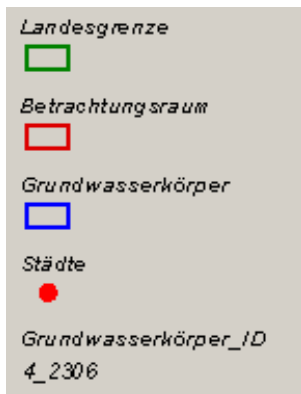 Landesgrenze
Betrachtungsraum
Grundwasserkörper
Städte
Grundwasserkörper_ID
4_2306